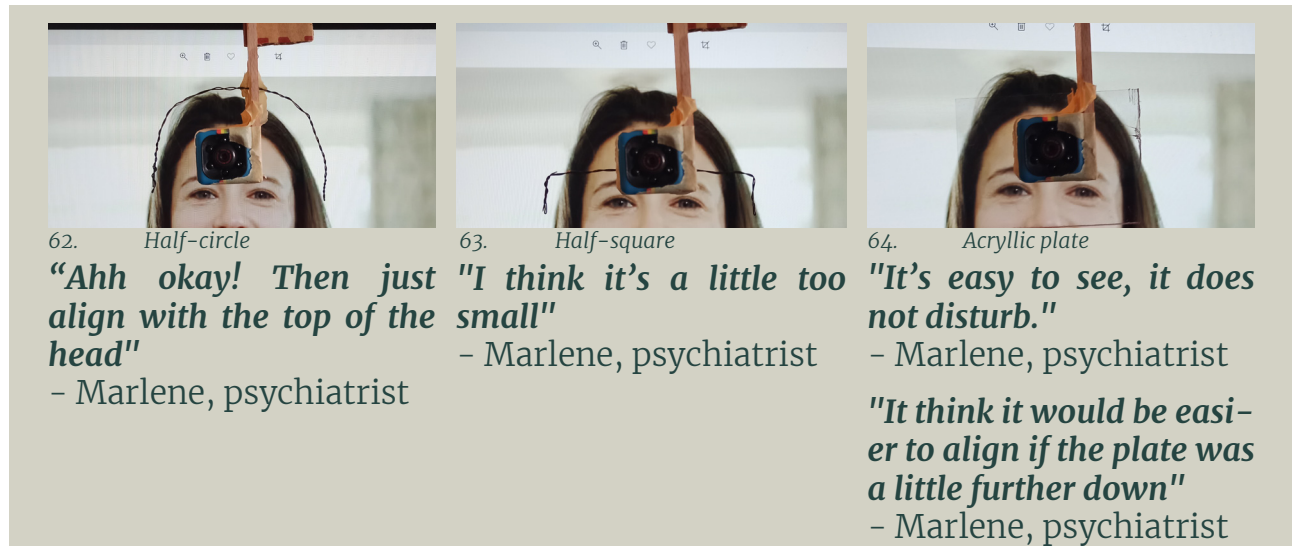 62. Half-circle
“Ahh okay! Then just
align with the top of the
head"
- Marlene, psychiatrist
63. Half-square
"I think it’s a little too
small"
- Marlene, psychiatrist
64. Acryllic plate
"It’s easy to see, it does
not disturb."
- Marlene, psychiatrist
"It think it would be easi-
er to align if the plate was
a little further down"
- Marlene, psychiatrist